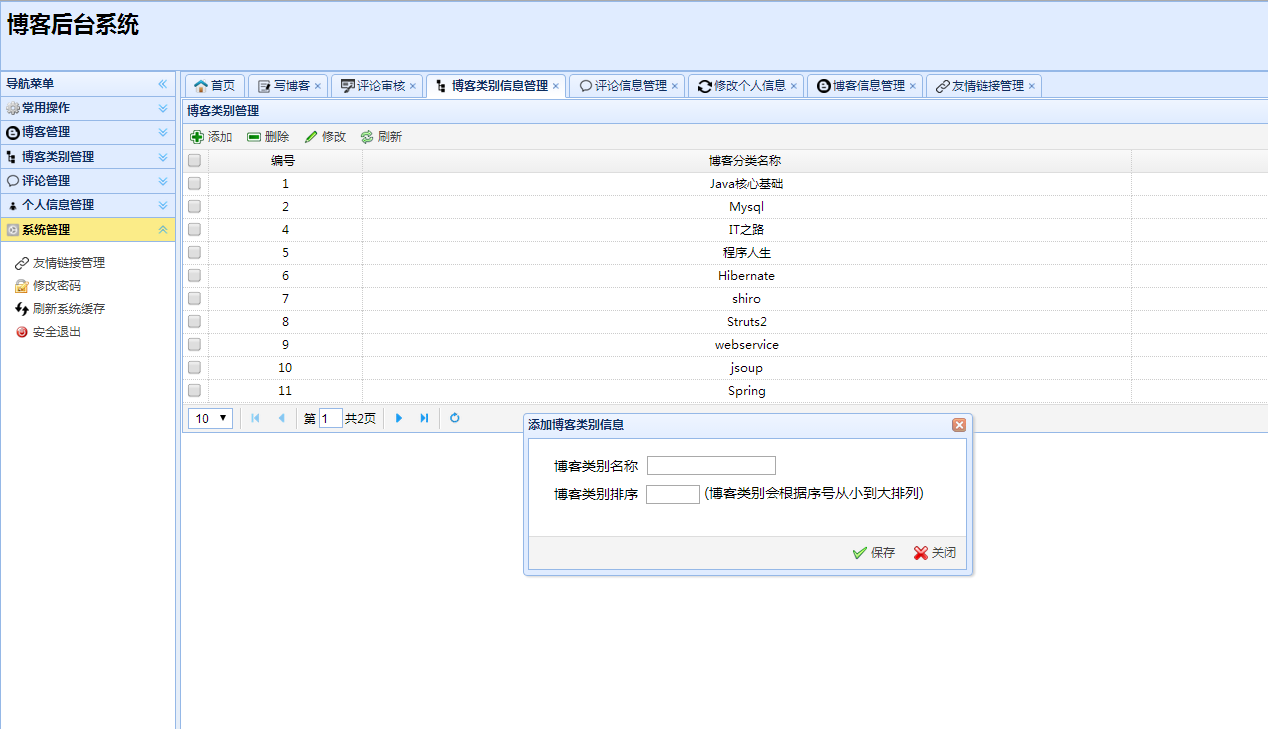 博客后台系统
导航菜单
常用操作
博客管理
博客类别管理
评论管理
个人信息管理
系统管理
友情链接管理
修改密码
刷新系统缓存
安全退出
首页 写博客 评论审核 博客类别信息管理 评论信息管理 修改个人信息 博客信息管理 友情链接管理
博客类别管理
添加 删除 修改 刷新
编号 博客分类名称
1 Java核心基础
2 Mysql
4 IT之路
5 程序人生
6 Hibernate
7 shiro
8 Struts2
9 webservice
10 jsoup
11 Spring
10 第 1 共2页
添加博客类别信息
博客类别名称
博客类别排序 (博客类别会根据序号从小到大排列)
保存 关闭